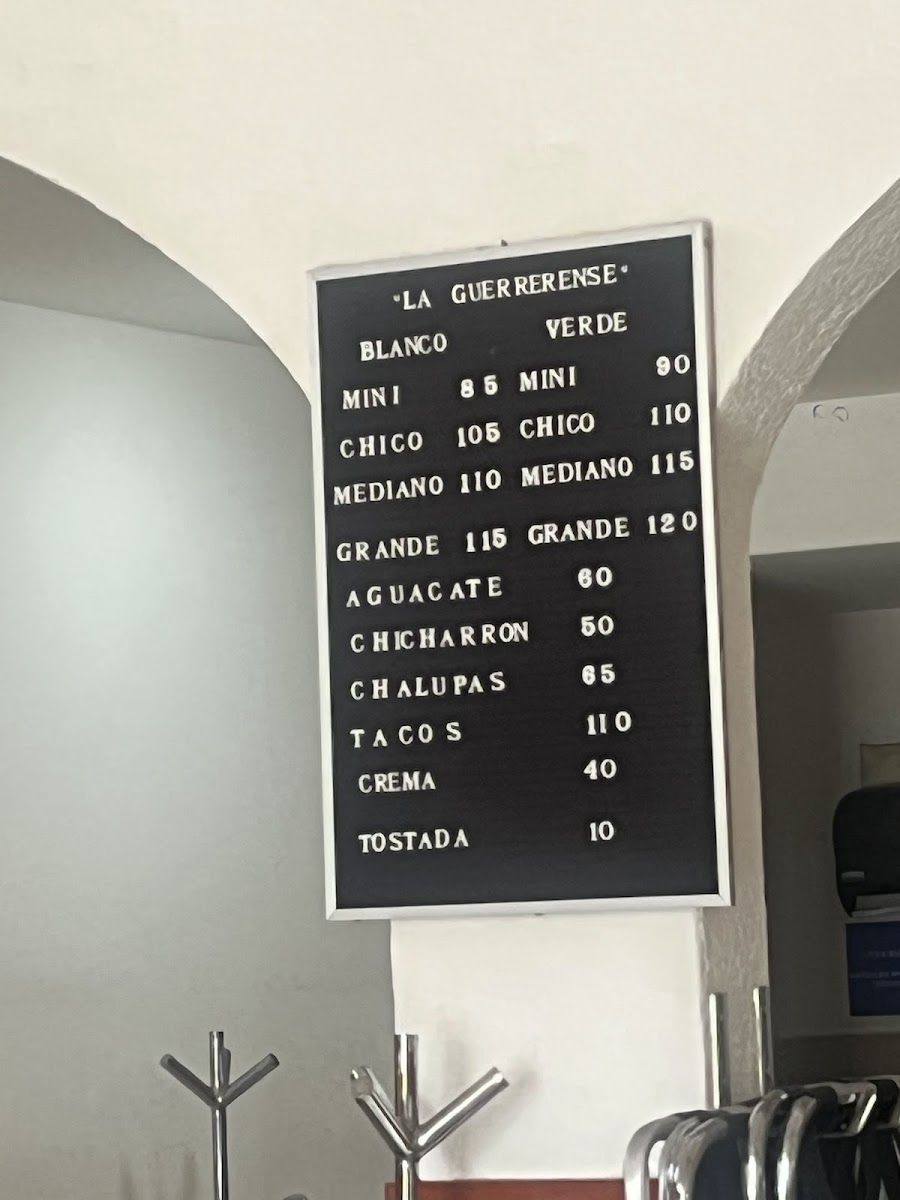 "LA GUERRERENSE"
BLANCO VERDE
MINI 85 MINI 90
CHICO 105 CHICO 110
MEDIANO 110 MEDIANO 115
GRANDE 115 GRANDE 120
AGUACATE 60
CHICHARRON 50
CHALUPAS 65
TACOS 110
CREMA 40
TOSTADA 10